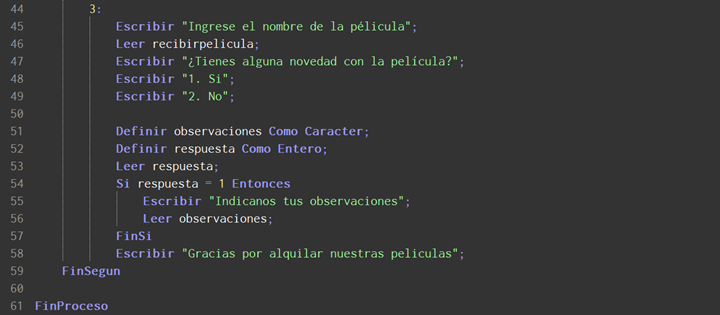 44 3:
45 Escribir "Ingrese el nombre de la pélicula";
46 Leer recibirpelicula;
47 Escribir "¿Tienes alguna novedad con la película?";
48 Escribir "1. Si";
49 Escribir "2. No";
50
51 Definir observaciones Como Caracter;
52 Definir respuesta Como Entero;
53 Leer respuesta;
54 Si respuesta = 1 Entonces
55 Escribir "Indicanos tus observaciones";
56 Leer observaciones;
57 FinSi
58 Escribir "Gracias por alquilar nuestras peliculas";
59 FinSegun
60
61 FinProceso